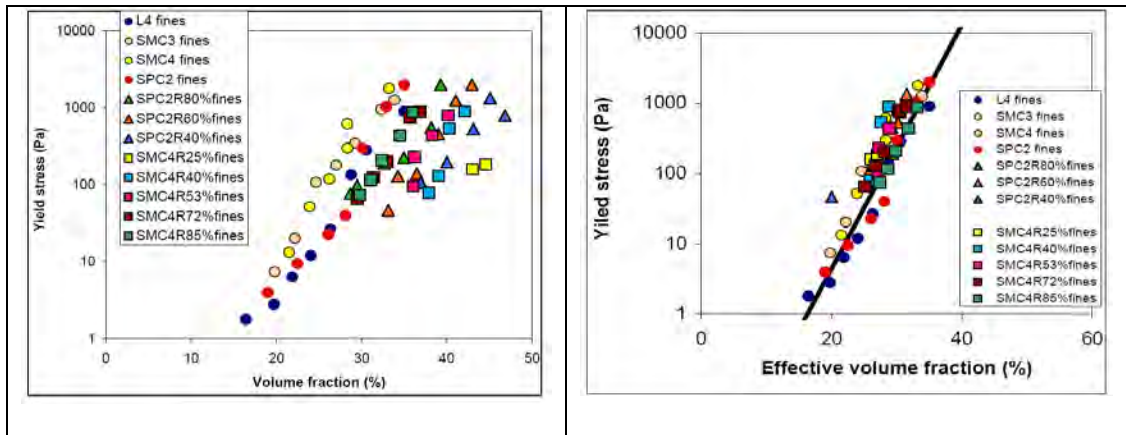 L4 fines
SMC3 fines
SMC4 fines
SPC2 fines
SPC2R80%fines
SPC2R60%fines
SPC2R40%fines
SMC4R25%fines
SMC4R40%fines
SMC4R53%fines
SMC4R72%fines
SMC4R85%fines
10000
1000
100
10
1
Yield stress (Pa)
0
10
20
30
40
50
Volume fraction (%)
10000
1000
100
10
1
Yiled stress (Pa)
L4 fines
SMC3 fines
SMC4 fines
SPC2 fines
SPC2R80%fines
SPC2R60%fines
SPC2R40%fines
SMC4R25%fines
SMC4R40%fines
SMC4R53%fines
SMC4R72%fines
SMC4R85%fines
0
20
40
60
Effective volume fraction (%)